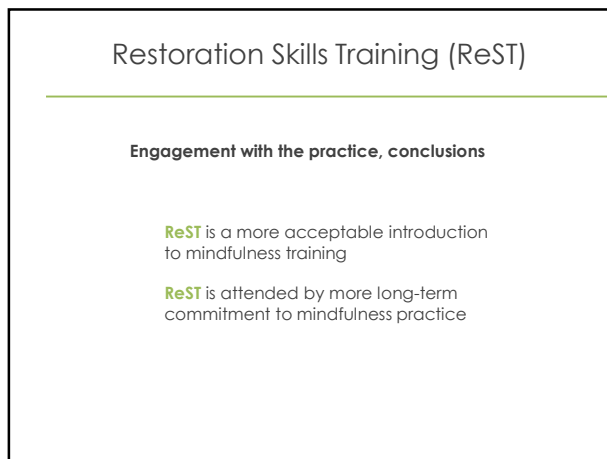 Restoration Skills Training (ReST)
Engagement with the practice, conclusions
ReST is a more acceptable introduction
to mindfulness training
ReST is attended by more long-term
commitment to mindfulness practice